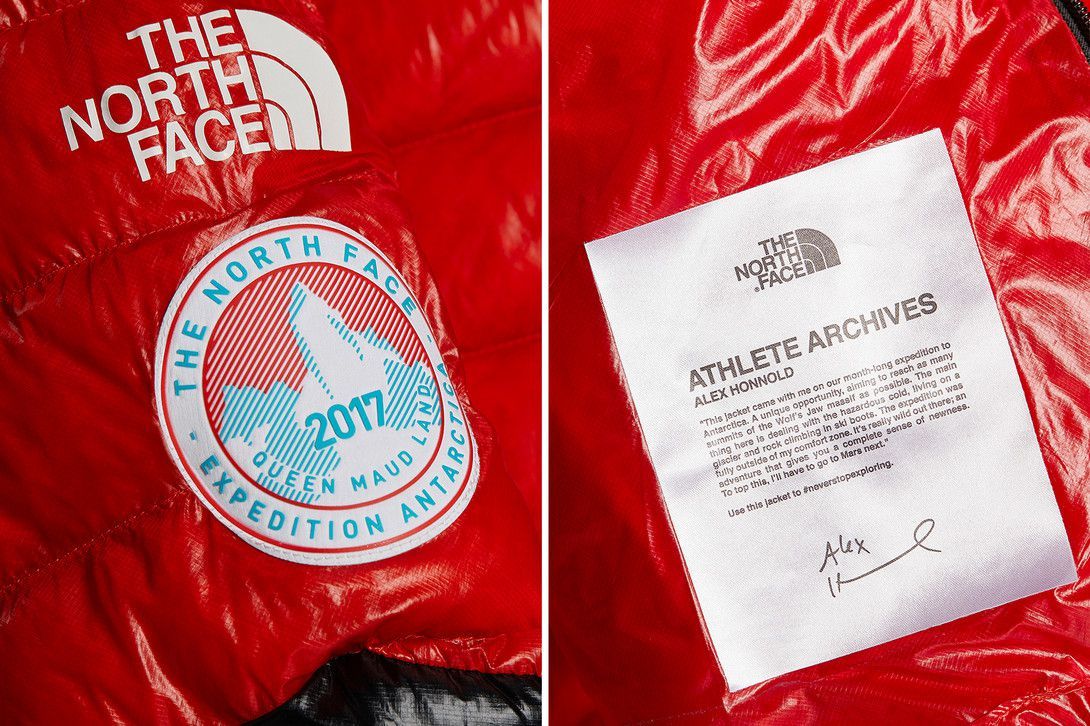 THE
NORTH
FACE
THE NORTH FACE -
2017
QUEEN MAUD LAND
- EXPEDITION ANTARCTICA -
THE
NORTH
FACE
ATHLETE ARCHIVES
ALEX HONNOLD
"This jacket came with me on our month-long expedition to
Antarctica. A unique opportunity, aiming to reach as many
summits of the Wolf's Jaw massif as possible. The main
thing here is dealing with the hazardous cold, living on a
glacier and rock climbing in ski boots. The expedition was
fully outside of my comfort zone. It's really wild out there; an
adventure that gives you a complete sense of newness.
To top this, I'll have to go to Mars next."
Use this jacket to #neverstopexploring.
Alex
H